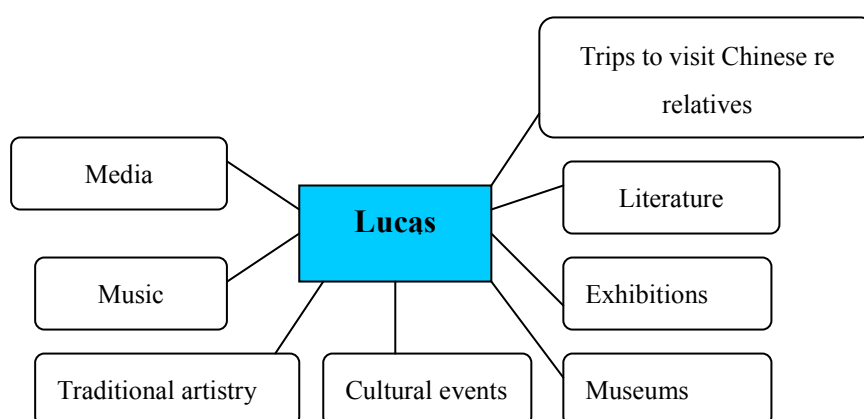 Trips to visit Chinese re
relatives
Media
Lucas
Literature
Music
Exhibitions
Traditional artistry
Cultural events
Museums